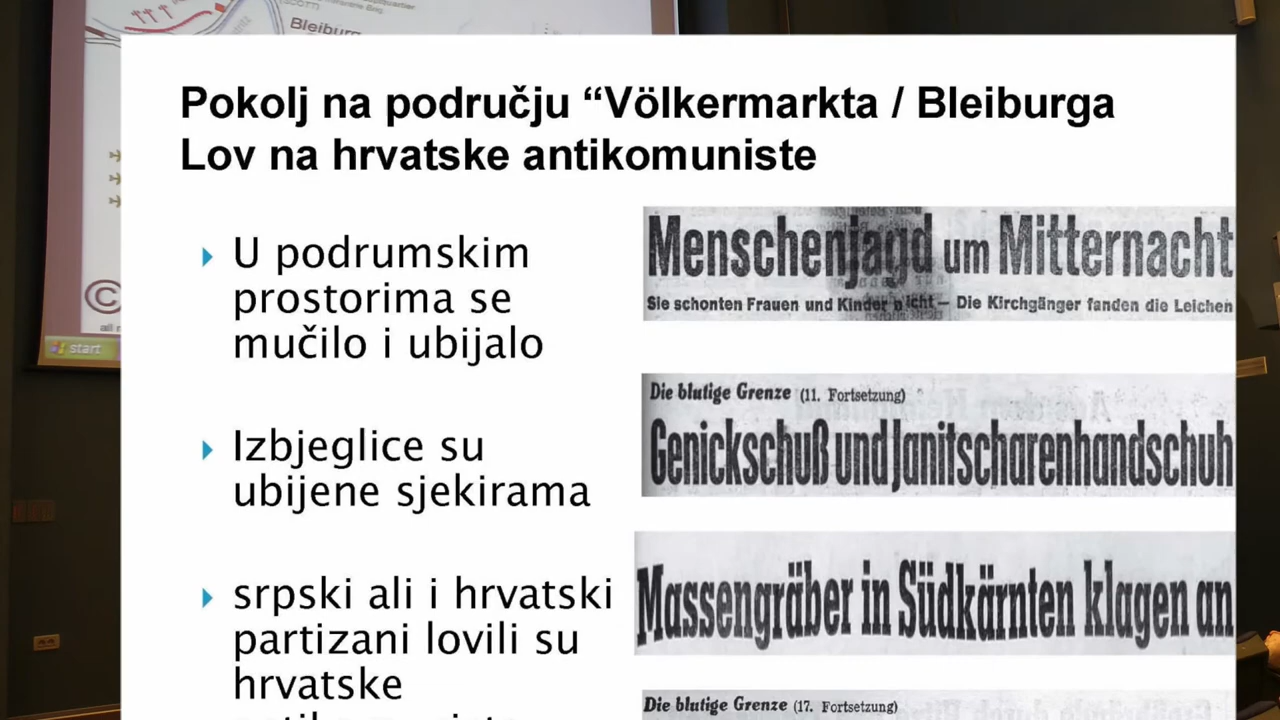 Bleiburg
Pokolj na području “Völkermarkta / Bleiburga
Lov na hrvatske antikomuniste
U podrumskim
prostorima se
mučilo i ubijalo
Izbjeglice su
ubijene sjekirama
srpski ali i hrvatski
partizani lovili su
hrvatske
Menschenjagd um Mitternacht
Sie schonten Frauen und Kinder nicht — Die Kirchgänger fanden die Leichen
Die blutige Grenze (11. Fortsetzung)
Genickschuß und Janitscharenhandschuh
Massengräber in Südkärnten klagen an
Die blutige Grenze (17. Fortsetzung)
©
start